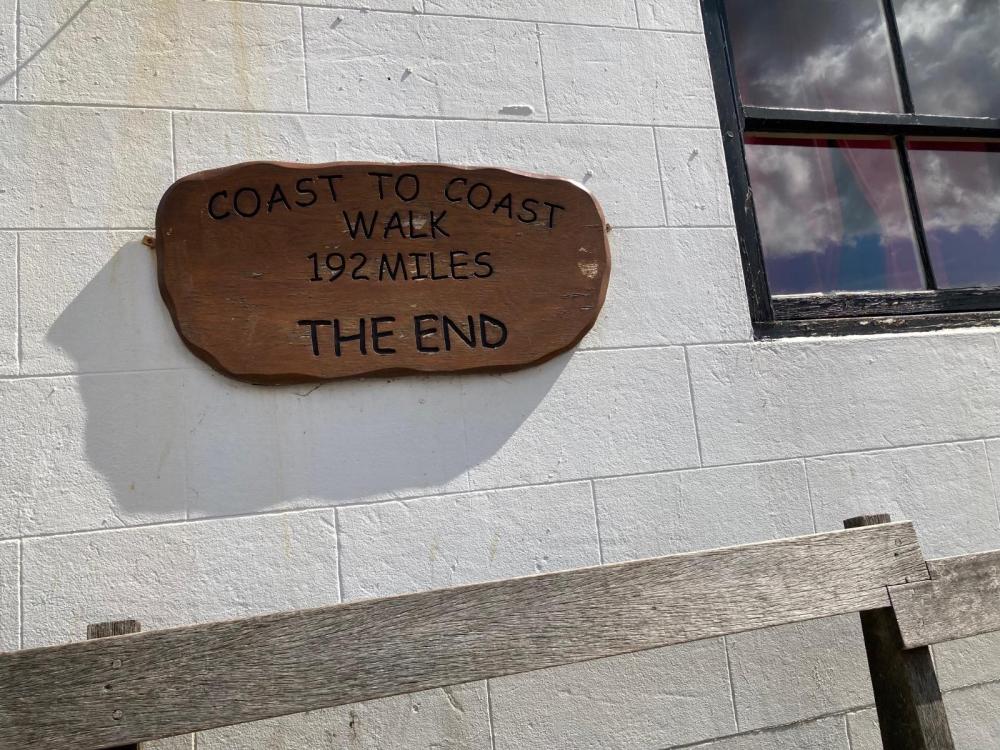 COAST TO COAST
WALK
192 MILES
THE END